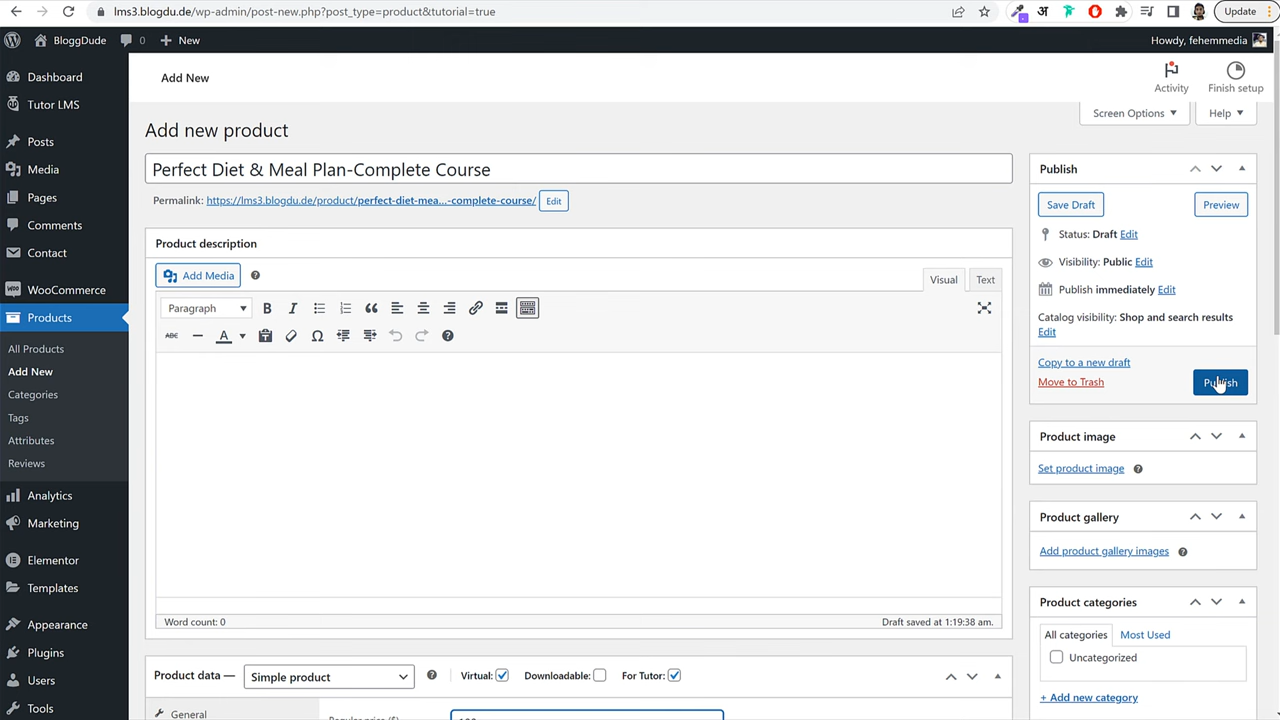 lms3.blogdu.de/wp-admin/post-new.php?post_type=product&tutorial=true
अ
Update
BloggDude
0
New
Howdy, fehemmedia
Dashboard
Tutor LMS
Posts
Media
Pages
Comments
Contact
WooCommerce
Products
All Products
Add New
Categories
Tags
Attributes
Reviews
Analytics
Marketing
Elementor
Templates
Appearance
Plugins
Users
Tools
Add New
Activity
Finish setup
Screen Options
Help
Add new product
Perfect Diet & Meal Plan-Complete Course
Permalink: https://lms3.blogdu.de/product/perfect-diet-mea...-complete-course/ Edit
Product description
Add Media
Visual
Text
Paragraph
B I
ABC A
Word count: 0
Draft saved at 1:19:38 am.
Product data — Simple product Virtual: Downloadable: For Tutor:
General
Regular price ($)
Publish
Save Draft
Preview
Status: Draft Edit
Visibility: Public Edit
Publish immediately Edit
Catalog visibility: Shop and search results
Edit
Copy to a new draft
Move to Trash
Publish
Product image
Set product image
Product gallery
Add product gallery images
Product categories
All categories
Most Used
Uncategorized
+ Add new category